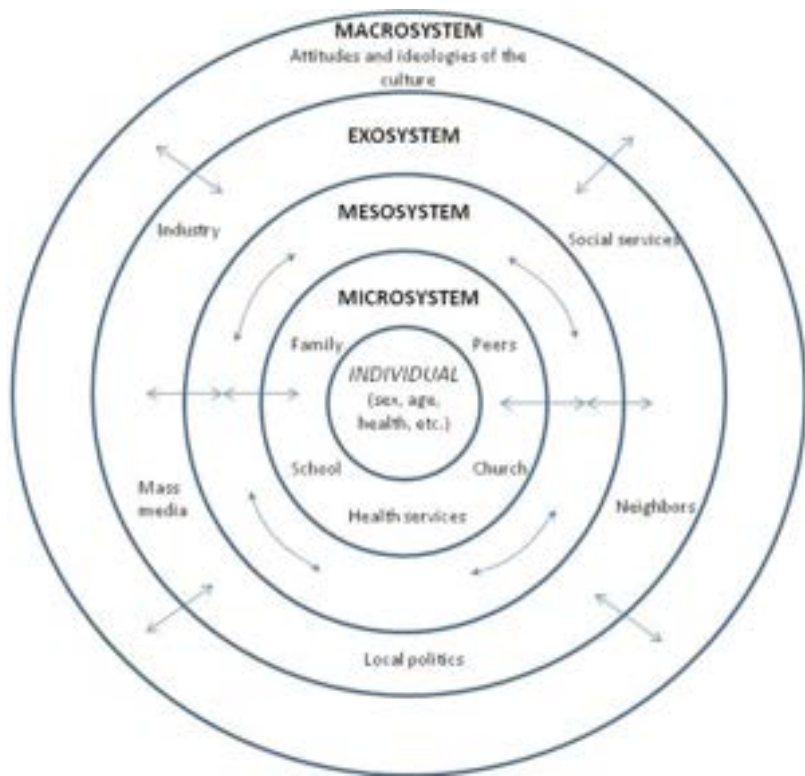 MACROSYSTEM
Attitudes and ideologies of the
culture
EXOSYSTEM
MESOSYSTEM
Industry
Social services
MICROSYSTEM
Family
Peers
INDIVIDUAL
(sex, age,
health, etc.)
School
Church
Mass
media
Health services
Neighbors
Local politics